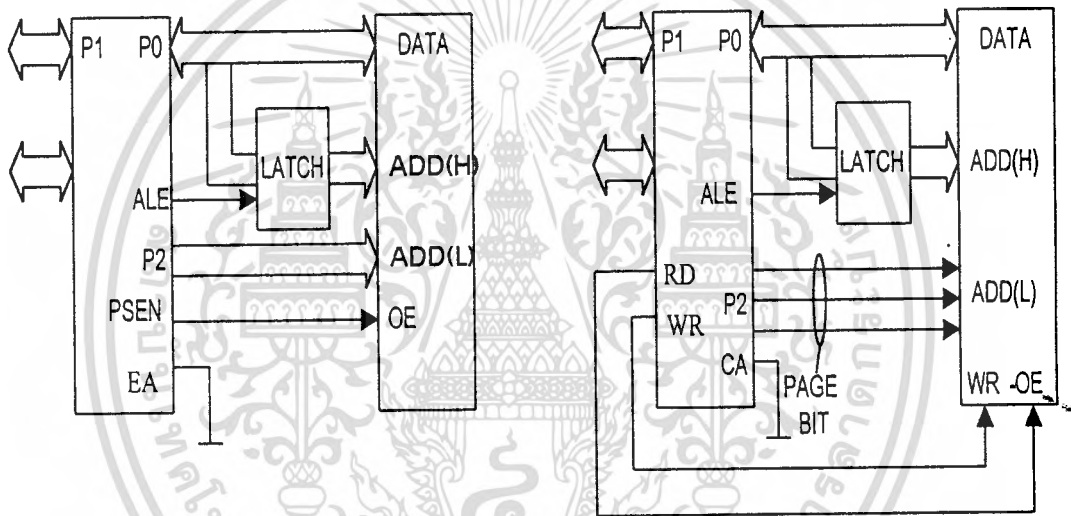 P1 P0 DATA
LATCH
ADD(H)
ALE
P2
ADD(L)
PSEN
OE
EA
P1 P0 DATA
LATCH
ADD(H)
ALE
RD
P2
ADD(L)
WR
CA
PAGE
BIT
WR -OE